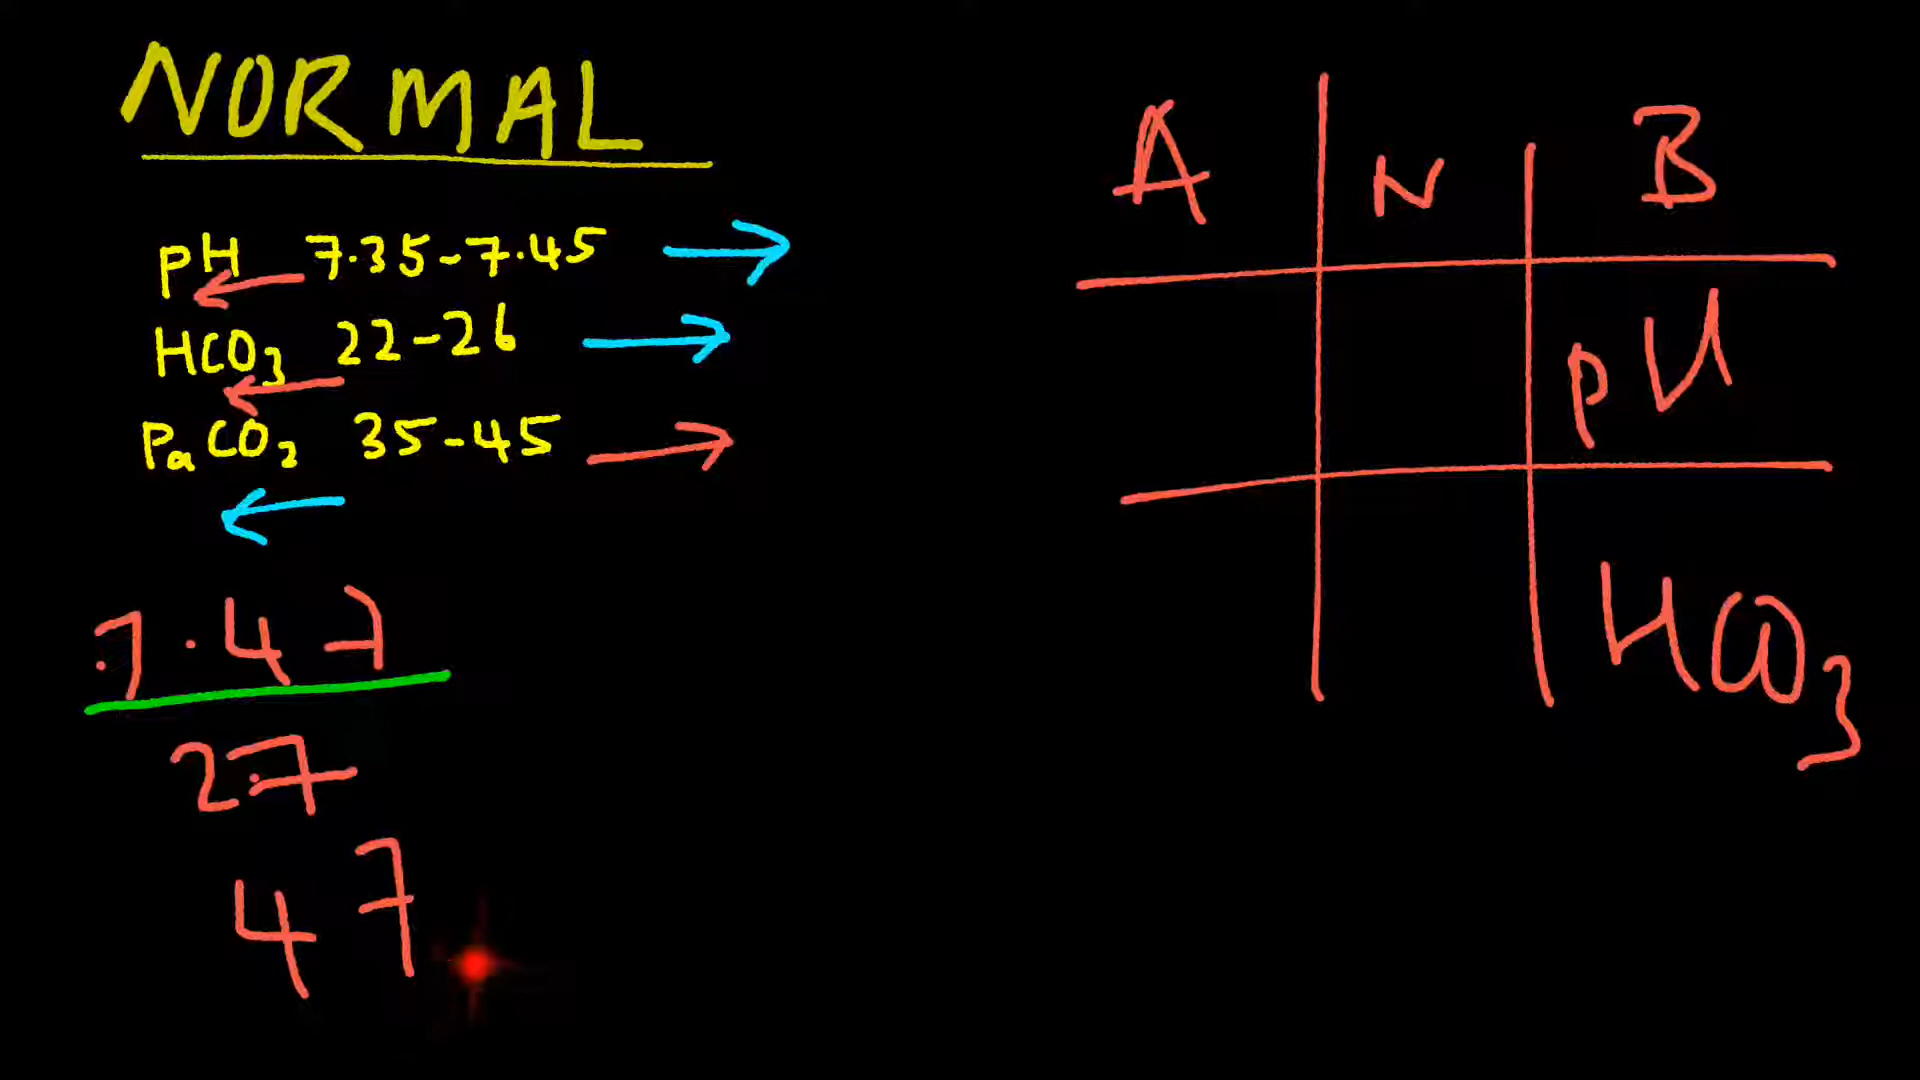 NORMAL
pH 7.35-7.45
HCO3 22-26
PaCO2 35-45
7.47
27
47
A N B
pH
HCO3